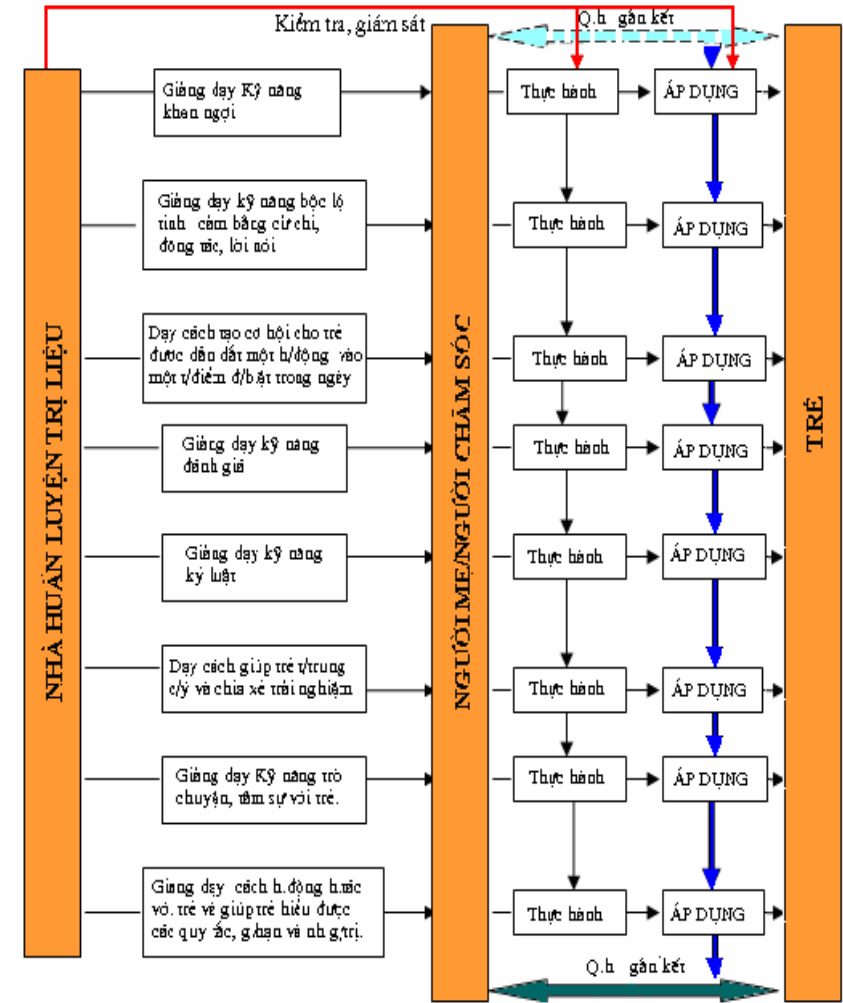 Kiểm tra, giám sát
Q.h gắn kết
NHÀ HUẤN LUYỆN TRỊ LIỆU
NGƯỜI MẸ/NGƯỜI CHĂM SÓC
TRẺ
Giảng dạy Kỹ năng
khen ngợi
Thực hành
ÁP DỤNG
Giảng dạy kỹ năng bộc lộ
tình cảm bằng cử chỉ,
động tác, lời nói
Thực hành
ÁP DỤNG
Dạy cách tạo cơ hội cho trẻ
được dẫn dắt một h/động vào
một t/điểm đ/bặt trong ngày
Thực hành
ÁP DỤNG
Giảng dạy kỹ năng
đánh giá
Thực hành
ÁP DỤNG
Giảng dạy kỹ năng
kỷ luật
Thực hành
ÁP DỤNG
Dạy cách giúp trẻ t/trung
c/ý và chia xẻ trải nghiệm
Thực hành
ÁP DỤNG
Giảng dạy Kỹ năng trò
chuyện, tâm sự với trẻ.
Thực hành
ÁP DỤNG
Giảng dạy cách h.động h.tác
với. trẻ về giúp trẻ hiểu được
các quy tắc, g/hạn và nh g/trị.
Thực hành
ÁP DỤNG
Q.h gắn kết